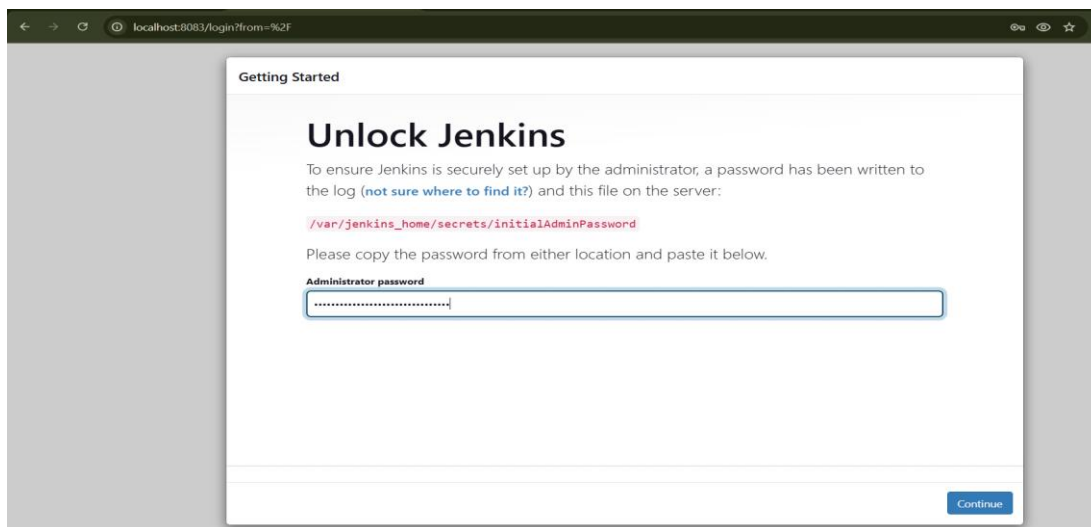 localhost:8083/login?from=%2F
Getting Started
Unlock Jenkins
To ensure Jenkins is securely set up by the administrator, a password has been written to
the log (not sure where to find it?) and this file on the server:
/var/jenkins_home/secrets/initialAdminPassword
Please copy the password from either location and paste it below.
Administrator password
••••••••••••••••••••••••••••••••
Continue